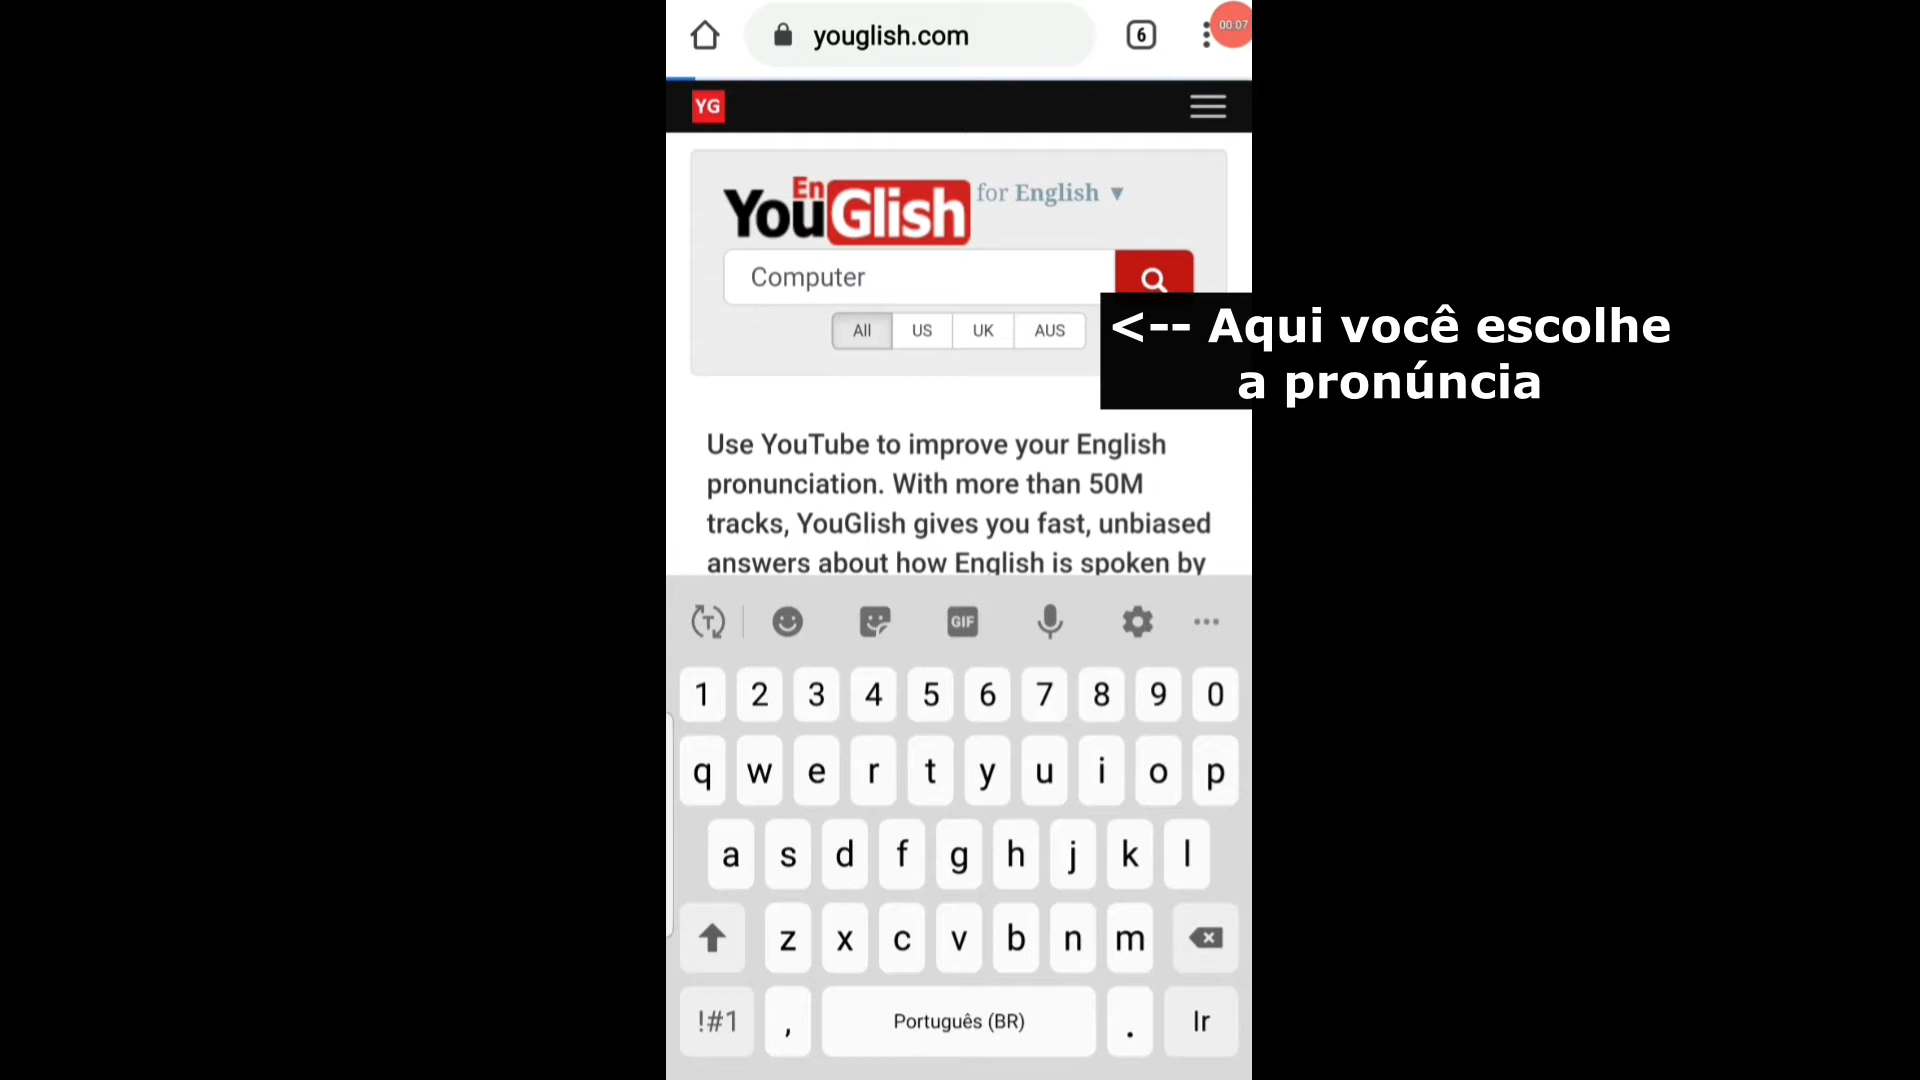 youglish.com
6
00:07
YG
YouGlish
En
for English ▼
Computer
All US UK AUS
<-- Aqui você escolhe
a pronúncia
Use YouTube to improve your English
pronunciation. With more than 50M
tracks, YouGlish gives you fast, unbiased
answers about how English is spoken by
T
GIF
1 2 3 4 5 6 7 8 9 0
q w e r t y u i o p
a s d f g h j k l
z x c v b n m
!#1 , Português (BR) . Ir